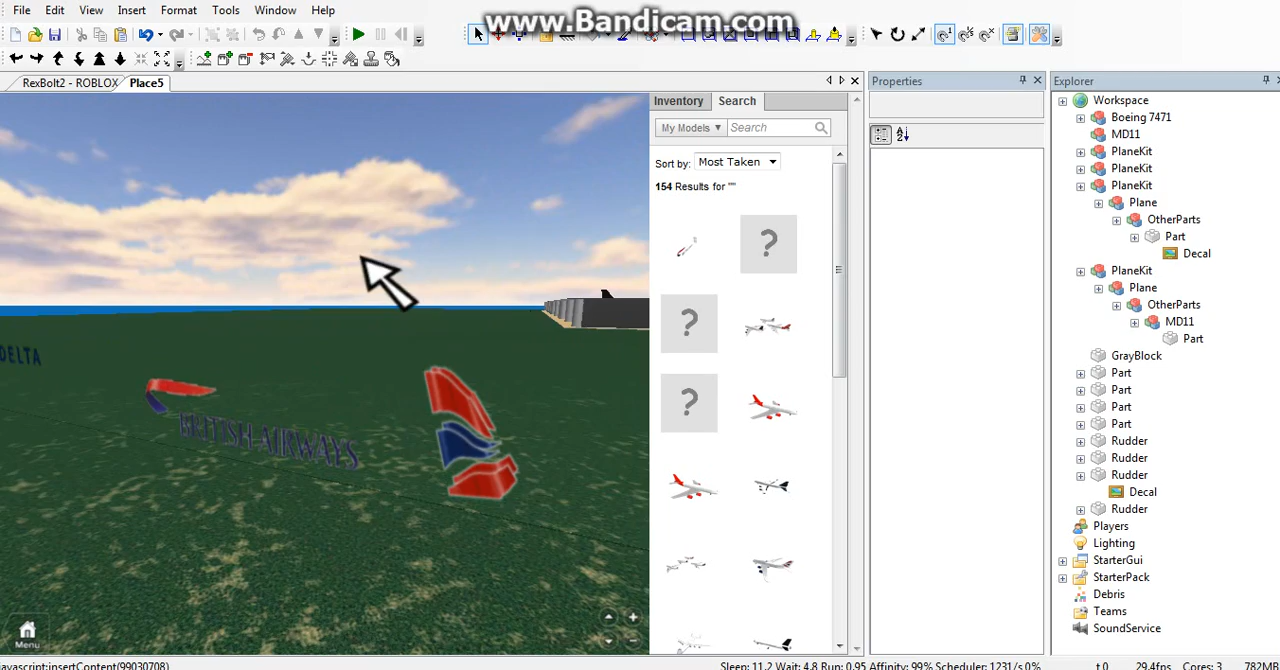 File Edit View Insert Format Tools Window Help
www.Bandicam.com
RexBolt2 - ROBLOX Place5
Inventory Search
My Models ▼ Search
Sort by: Most Taken
154 Results for ""
?
?
?
DELTA
BRITISH AIRWAYS
Menu
Properties
Explorer
Workspace
Boeing 7471
MD11
PlaneKit
PlaneKit
PlaneKit
Plane
OtherParts
Part
Decal
PlaneKit
Plane
OtherParts
MD11
Part
GrayBlock
Part
Part
Part
Part
Rudder
Rudder
Rudder
Decal
Rudder
Players
Lighting
StarterGui
StarterPack
Debris
Teams
SoundService
javascript:insertContent(99030708)
Sleen: 11.2 Wait: 4.8 Run: 0.95 Affinity: 99% Scheduler: 1231/s 0%
t 0 29.4fps Cores: 3 782MB